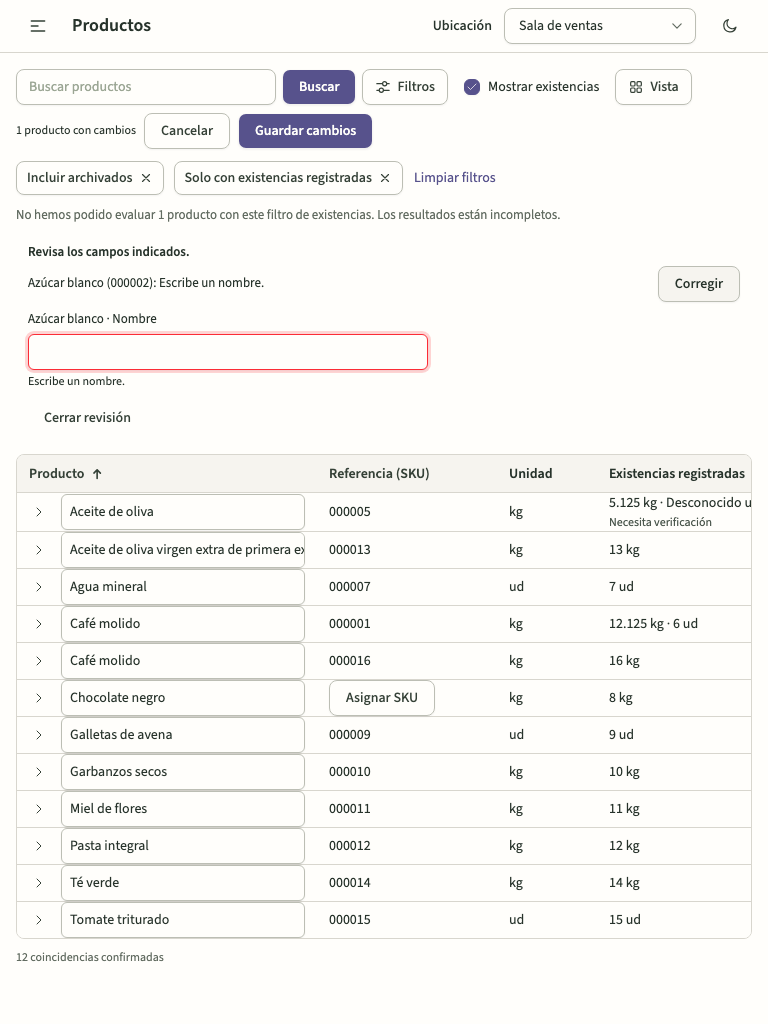 Productos
Ubicación
Sala de ventas
Buscar productos
Buscar
Filtros
Mostrar existencias
Vista
1 producto con cambios
Cancelar
Guardar cambios
Incluir archivados
Solo con existencias registradas
Limpiar filtros
No hemos podido evaluar 1 producto con este filtro de existencias. Los resultados están incompletos.
Revisa los campos indicados.
Azúcar blanco (000002): Escribe un nombre.
Corregir
Azúcar blanco · Nombre
Escribe un nombre.
Cerrar revisión
Producto Referencia (SKU) Unidad Existencias registradas
Aceite de oliva 000005 kg 5.125 kg · Desconocido u
Necesita verificación
Aceite de oliva virgen extra de primera ex 000013 kg 13 kg
Agua mineral 000007 ud 7 ud
Café molido 000001 kg 12.125 kg · 6 ud
Café molido 000016 kg 16 kg
Chocolate negro Asignar SKU kg 8 kg
Galletas de avena 000009 ud 9 ud
Garbanzos secos 000010 kg 10 kg
Miel de flores 000011 kg 11 kg
Pasta integral 000012 kg 12 kg
Té verde 000014 kg 14 kg
Tomate triturado 000015 ud 15 ud
12 coincidencias confirmadas